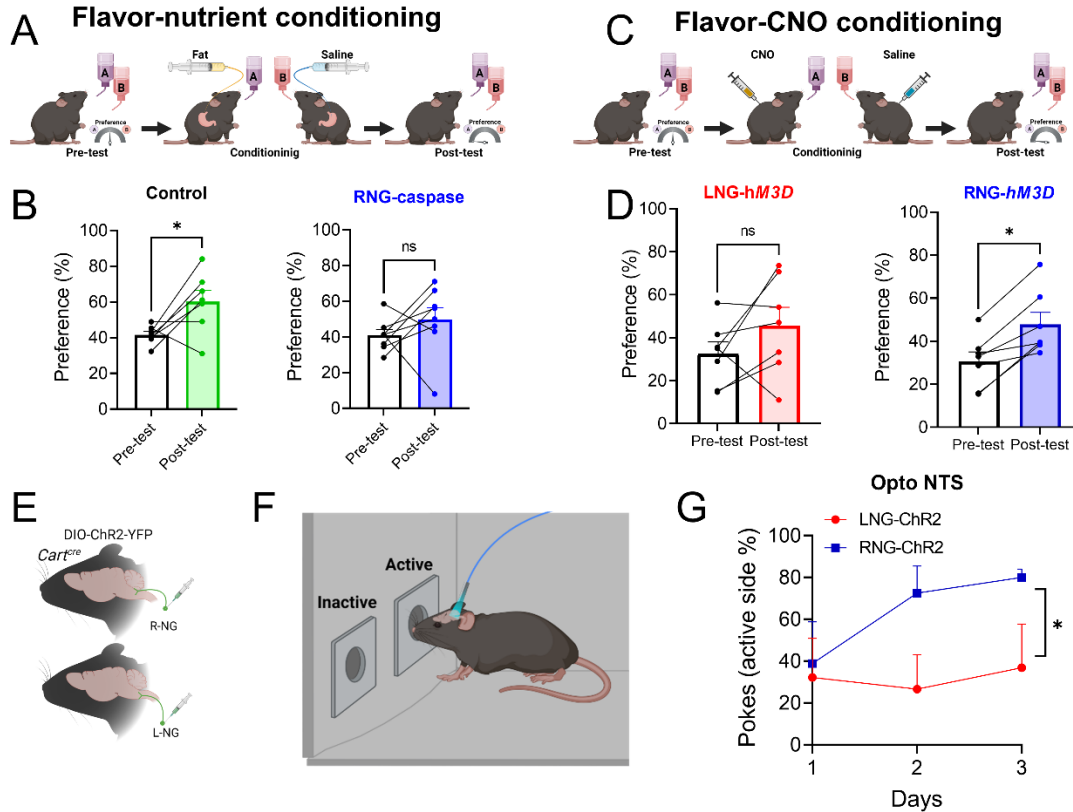 A
Flavor-nutrient conditioning
Fat
Saline
A
B
A
B
A
B
Preference
A
B
Preference
A
B
Pre-test
Conditioninig
Post-test
C
Flavor-CNO conditioning
CNO
Saline
A
B
A
B
A
B
Preference
A
B
Preference
A
B
Pre-test
Conditioninig
Post-test
B
Control
*
Preference (%)
100
80
60
40
20
0
Pre-test
Post-test
RNG-caspase
ns
Preference (%)
100
80
60
40
20
0
Pre-test
Post-test
D
LNG-hM3D
ns
Preference (%)
100
80
60
40
20
0
Pre-test
Post-test
RNG-hM3D
*
Preference (%)
100
80
60
40
20
0
Pre-test
Post-test
E
DIO-ChR2-YFP
Cartcre
R-NG
L-NG
F
Active
Inactive
G
Opto NTS
LNG-ChR2
RNG-ChR2
*
Pokes (active side %)
100
80
60
40
20
0
1
2
3
Days